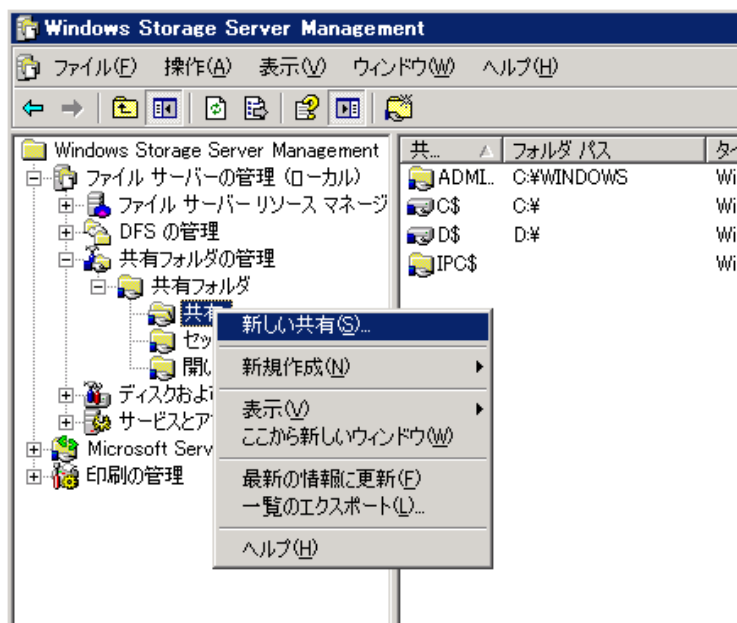 Windows Storage Server Management
ファイル(F) 操作(A) 表示(V) ウィンドウ(W) ヘルプ(H)
Windows Storage Server Management
ファイル サーバーの管理 (ローカル)
ファイル サーバー リソース マネージ
DFS の管理
共有フォルダの管理
共有フォルダ
共有
セッ
開
ディスクおよ
サービスとア
Microsoft Serv
印刷の管理
共... フォルダ パス タ
ADMI... C:¥WINDOWS Wi
C$ C:¥ Wi
D$ D:¥ Wi
IPC$ Wi
新しい共有(S)...
新規作成(N)
表示(V)
ここから新しいウィンドウ(W)
最新の情報に更新(F)
一覧のエクスポート(L)...
ヘルプ(H)